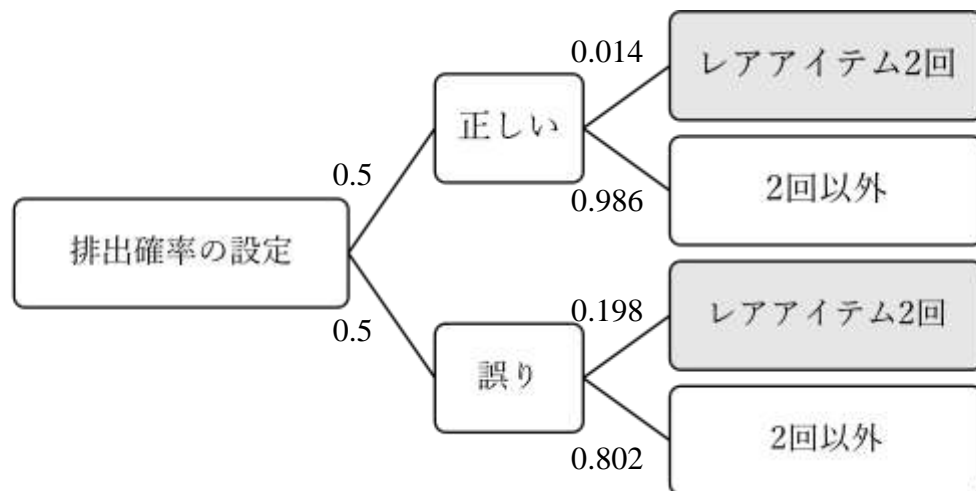 0.014
レアアイテム2回
正しい
0.5
0.986
2回以外
排出確率の設定
0.5
0.198
レアアイテム2回
誤り
0.802
2回以外